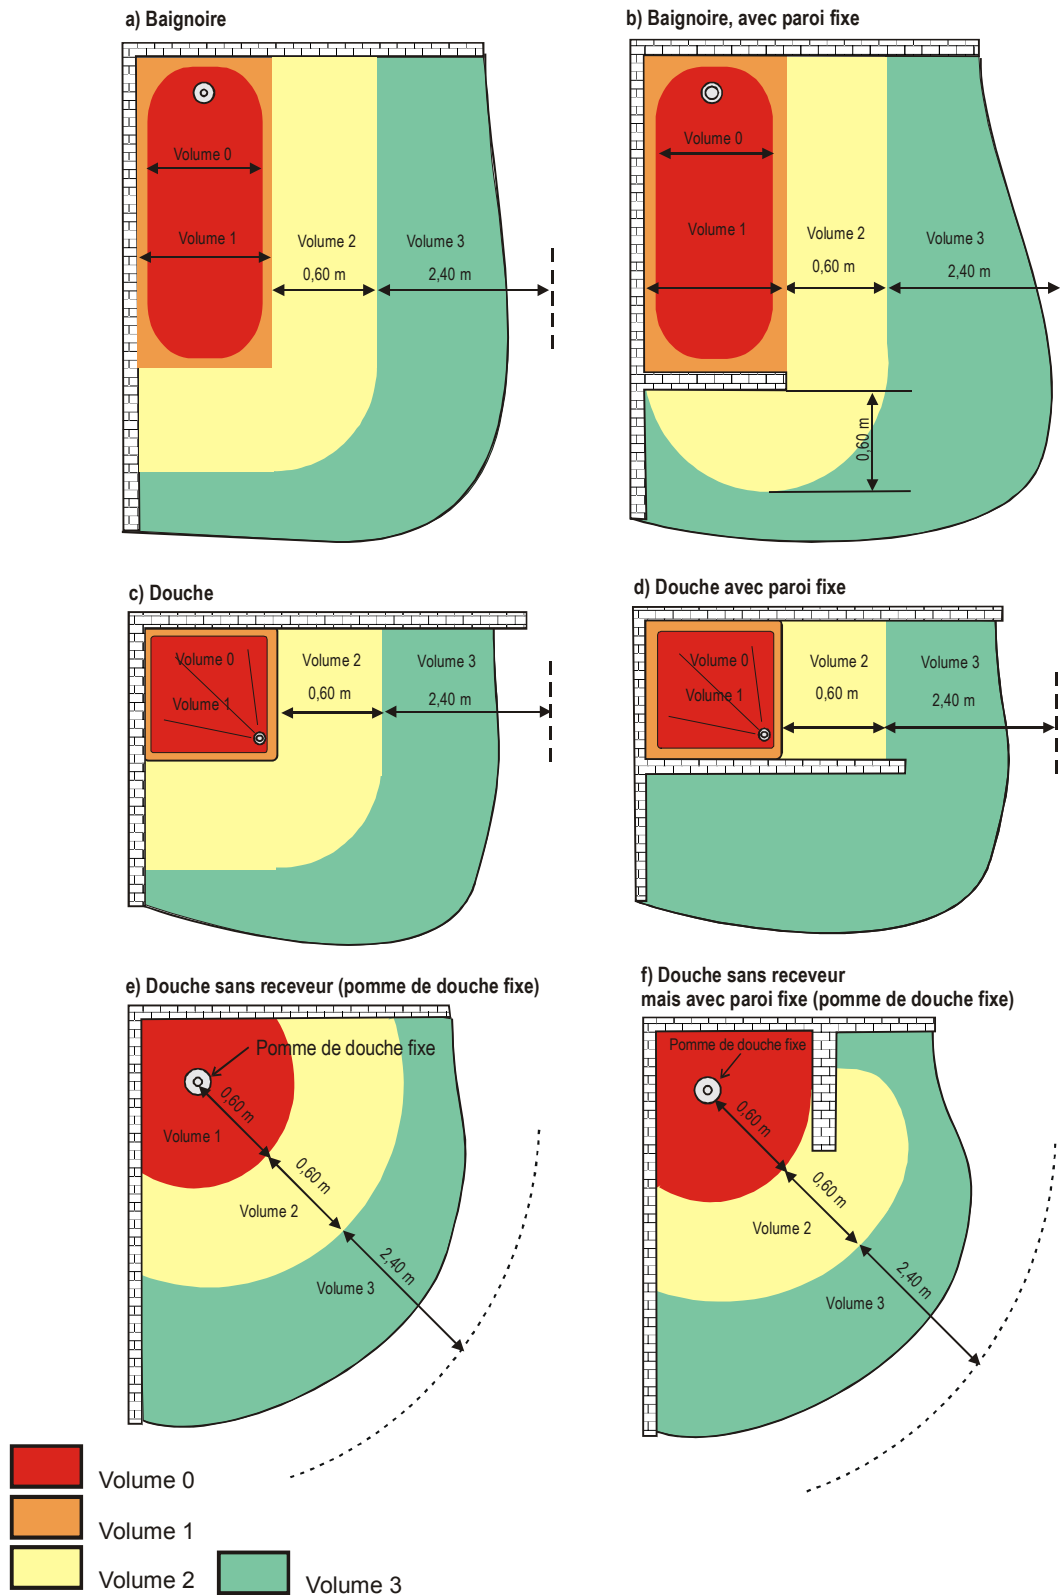 a) Baignoire
b) Baignoire, avec paroi fixe
Volume 0
Volume 1
Volume 2
0,60 m
Volume 3
2,40 m
Volume 0
Volume 1
Volume 2
0,60 m
Volume 3
2,40 m
0,60 m
c) Douche
d) Douche avec paroi fixe
Volume 0
Volume 1
Volume 2
0,60 m
Volume 3
2,40 m
Volume 0
Volume 1
Volume 2
0,60 m
Volume 3
2,40 m
e) Douche sans receveur (pomme de douche fixe)
f) Douche sans receveur
mais avec paroi fixe (pomme de douche fixe)
Pomme de douche fixe
0,60 m
Volume 1
0,60 m
Volume 2
2,40 m
Volume 3
Pomme de douche fixe
0,60 m
0,60 m
Volume 2
2,40 m
Volume 3
Volume 0
Volume 1
Volume 2
Volume 3